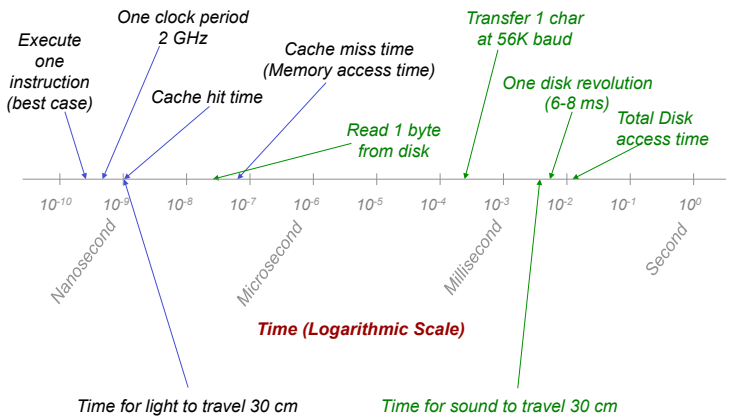 One clock period
2 GHz
Transfer 1 char
at 56K baud
Execute
one
instruction
(best case)
Cache miss time
(Memory access time)
Cache hit time
One disk revolution
(6-8 ms)
Total Disk
access time
Read 1 byte
from disk
10-10 10-9 10-8 10-7 10-6 10-5 10-4 10-3 10-2 10-1 100
Nanosecond
Microsecond
Millisecond
Second
Time (Logarithmic Scale)
Time for light to travel 30 cm
Time for sound to travel 30 cm